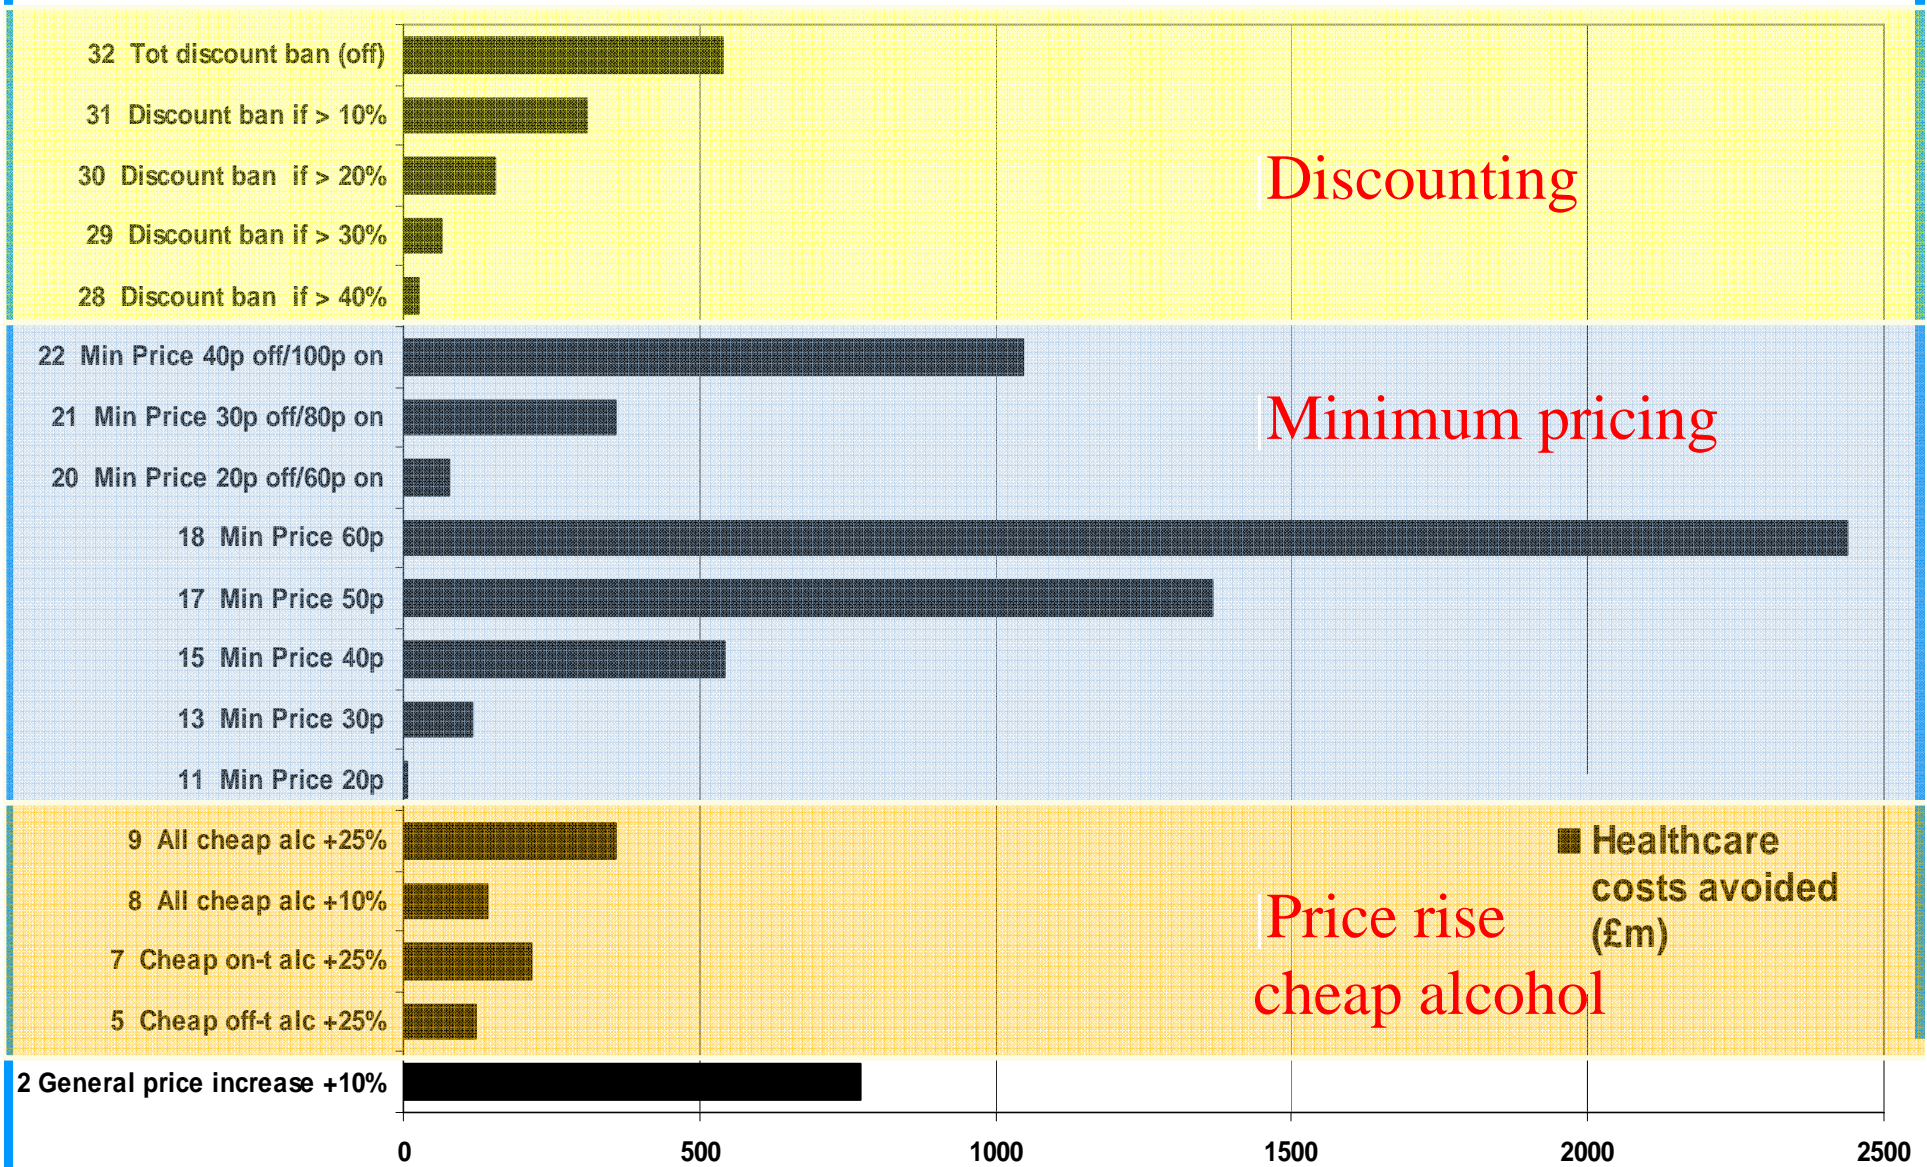 32 Tot discount ban (off)
31 Discount ban if > 10%
30 Discount ban if > 20%
29 Discount ban if > 30%
28 Discount ban if > 40%
Discounting
22 Min Price 40p off/100p on
21 Min Price 30p off/80p on
20 Min Price 20p off/60p on
18 Min Price 60p
17 Min Price 50p
15 Min Price 40p
13 Min Price 30p
11 Min Price 20p
Minimum pricing
9 All cheap alc +25%
8 All cheap alc +10%
7 Cheap on-t alc +25%
5 Cheap off-t alc +25%
Price rise
cheap alcohol
Healthcare
costs avoided
(£m)
2 General price increase +10%
0 500 1000 1500 2000 2500